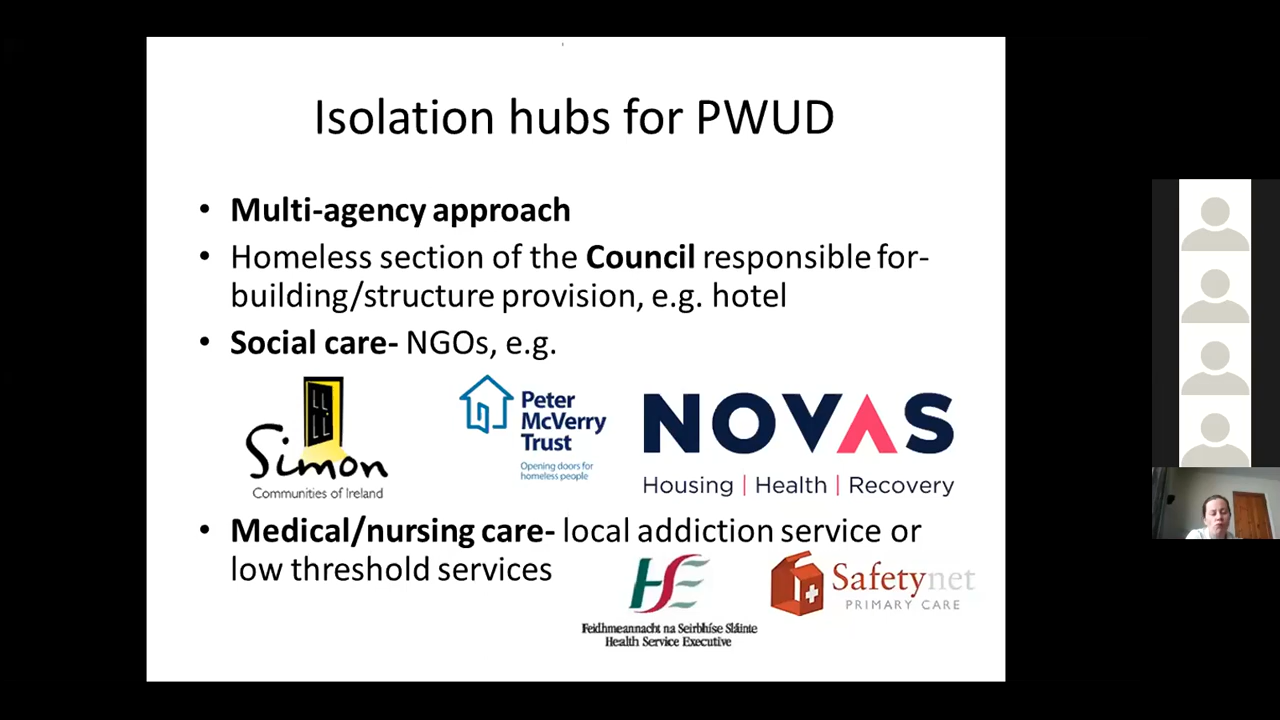 Isolation hubs for PWUD
• Multi-agency approach
• Homeless section of the Council responsible for-
building/structure provision, e.g. hotel
• Social care- NGOs, e.g.
Simon
Communities of Ireland
Peter
McVerry
Trust
Opening doors for
homeless people
NOVAS
Housing | Health | Recovery
• Medical/nursing care- local addiction service or
low threshold services
HSE
Feidhmeannacht na Seirbhíse Sláinte
Health Service Executive
Safetynet
PRIMARY CARE